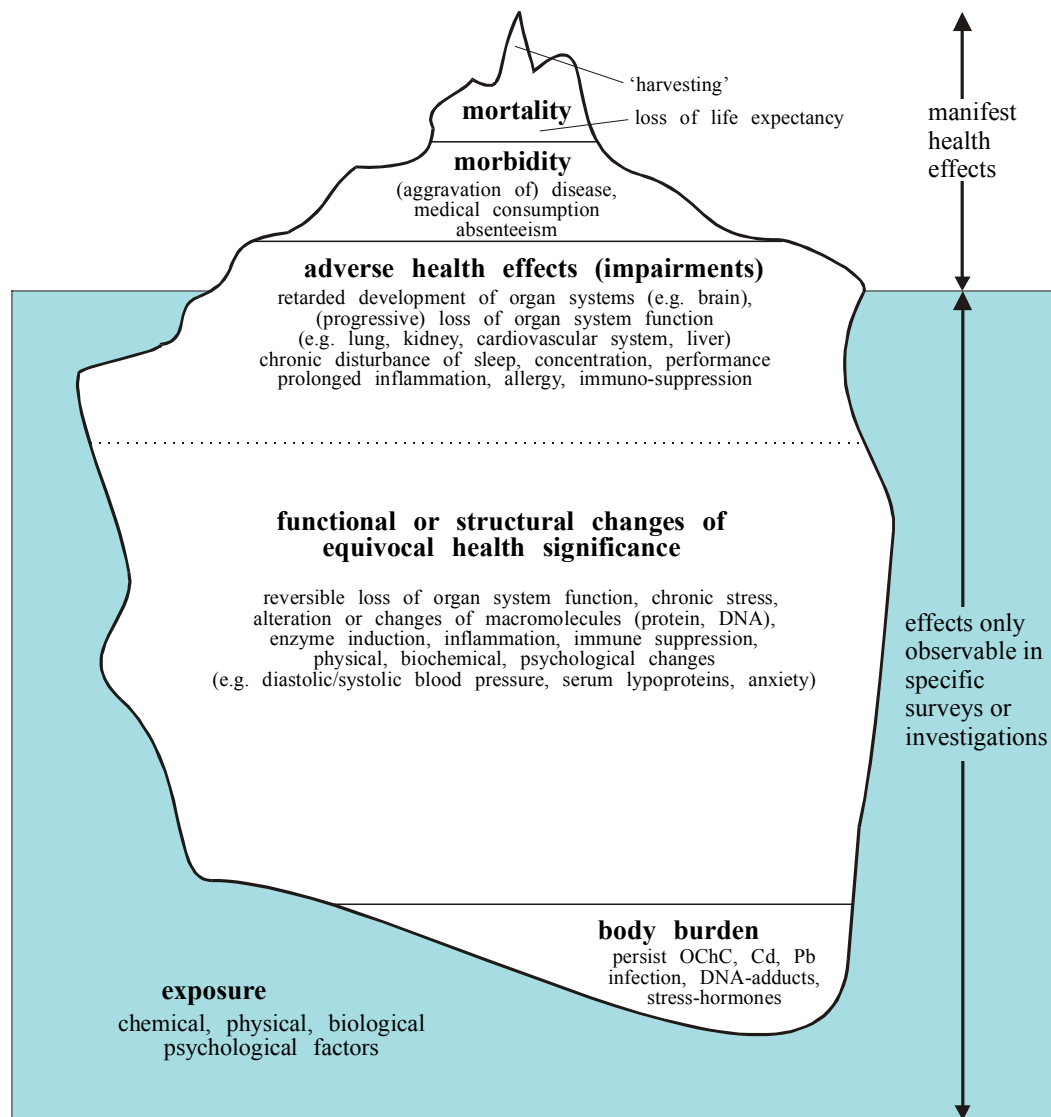 ‘harvesting’
mortality
loss of life expectancy
manifest
health
effects
morbidity
(aggravation of) disease,
medical consumption
absenteeism
adverse health effects (impairments)
retarded development of organ systems (e.g. brain),
(progressive) loss of organ system function
(e.g. lung, kidney, cardiovascular system, liver)
chronic disturbance of sleep, concentration, performance
prolonged inflammation, allergy, immuno-suppression
functional or structural changes of
equivocal health significance
reversible loss of organ system function, chronic stress,
alteration or changes of macromolecules (protein, DNA),
enzyme induction, inflammation, immune suppression,
physical, biochemical, psychological changes
(e.g. diastolic/systolic blood pressure, serum lypoproteins, anxiety)
effects only
observable in
specific
surveys or
investigations
body burden
persist OChC, Cd, Pb
infection, DNA-adducts,
stress-hormones
exposure
chemical, physical, biological
psychological factors